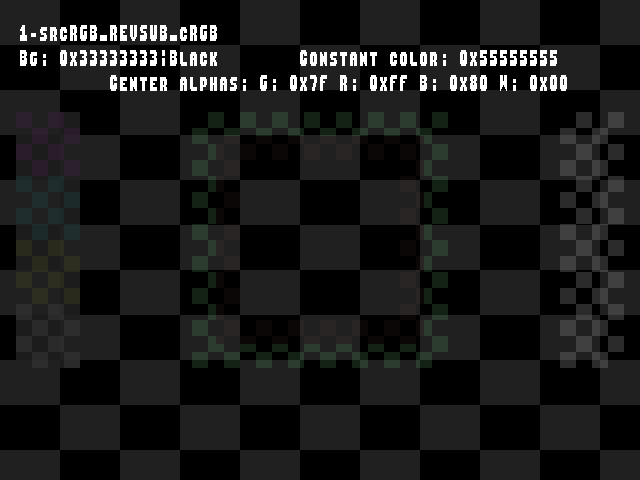 1-srcRGB_REVSUB_cRGB
Bg: 0x33333333¦Black Constant color: 0x55555555
Center alphas: G: 0x7f R: 0xff B: 0x80 W: 0x00